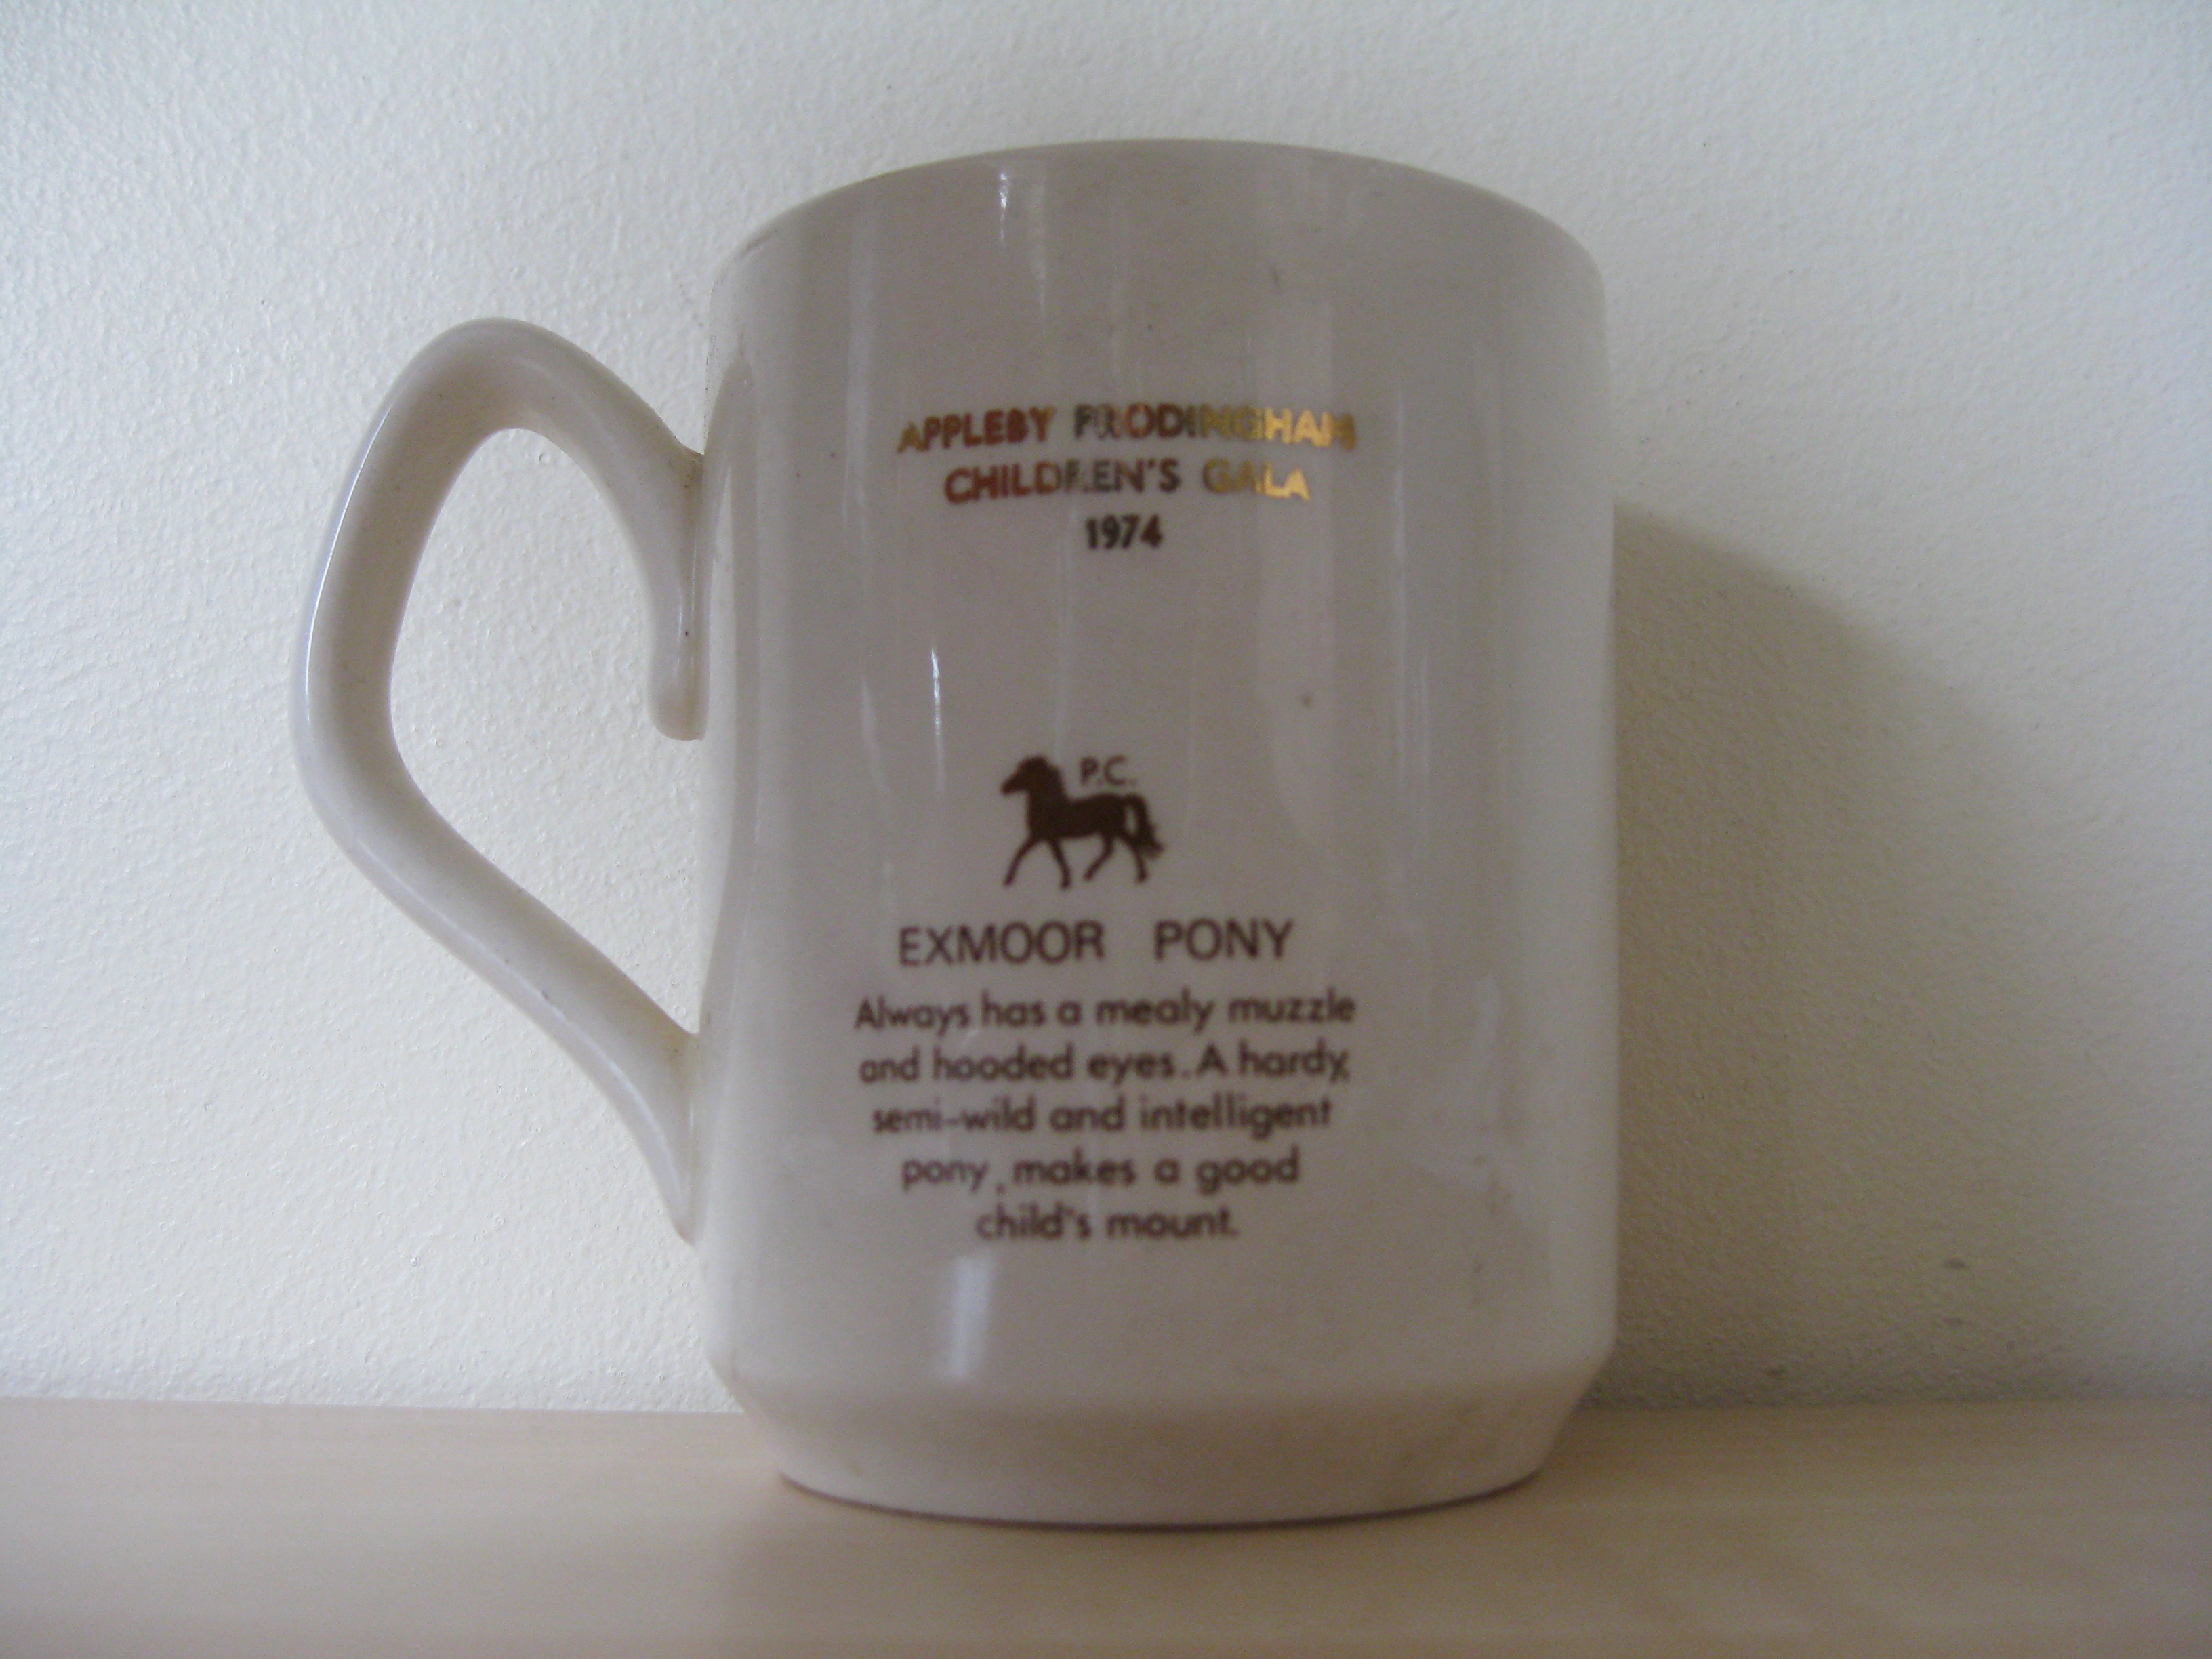 APPLEBY FRODINGHAM
CHILDREN'S GALA
1974
P.C.
EXMOOR PONY
Always has a mealy muzzle
and hooded eyes. A hardy,
semi-wild and intelligent
pony, makes a good
child's mount.